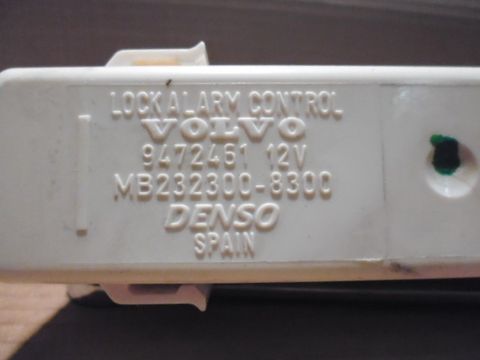 LOCK ALARM CONTROL
VOLVO
9472461 12V
MB232300-8300
DENSO
SPAIN